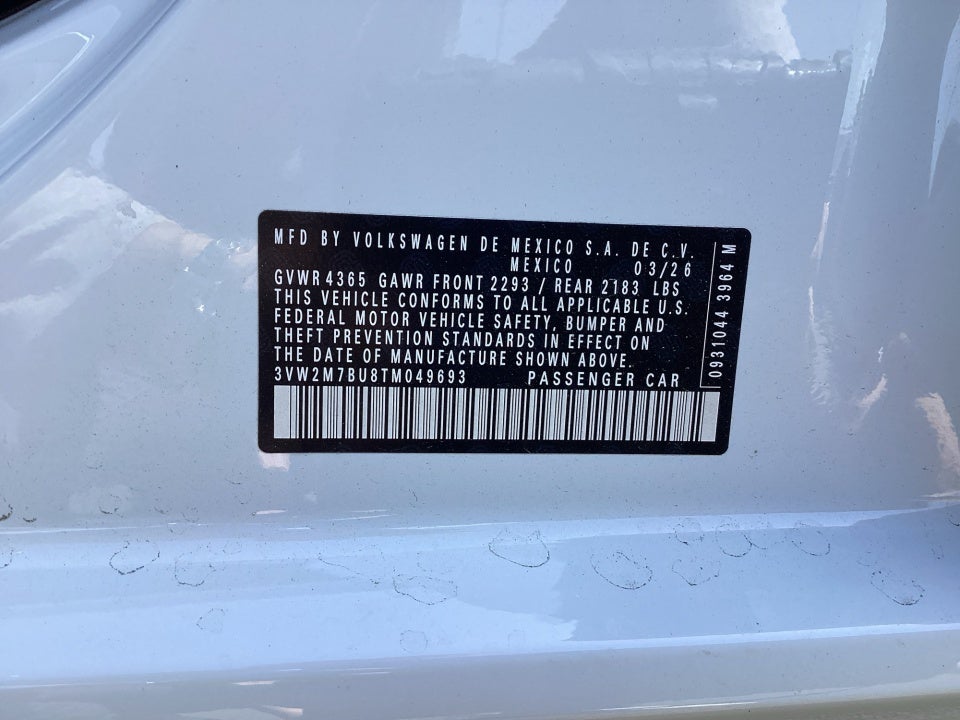 MFD BY VOLKSWAGEN DE MEXICO S.A. DE C.V.
MEXICO 03/26
GVWR 4365 GAWR FRONT 2293 / REAR 2183 LBS
THIS VEHICLE CONFORMS TO ALL APPLICABLE U.S.
FEDERAL MOTOR VEHICLE SAFETY, BUMPER AND
THEFT PREVENTION STANDARDS IN EFFECT ON
THE DATE OF MANUFACTURE SHOWN ABOVE.
3VW2M7BU8TM049693 PASSENGER CAR
0931044 3964 M